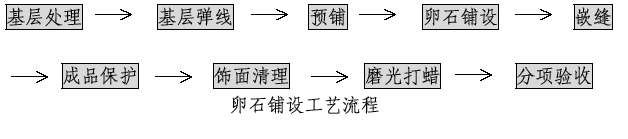 基层处理 基层弹线 预铺 卵石铺设 嵌缝
成品保护 饰面清理 磨光打蜡 分项验收
卵石铺设工艺流程